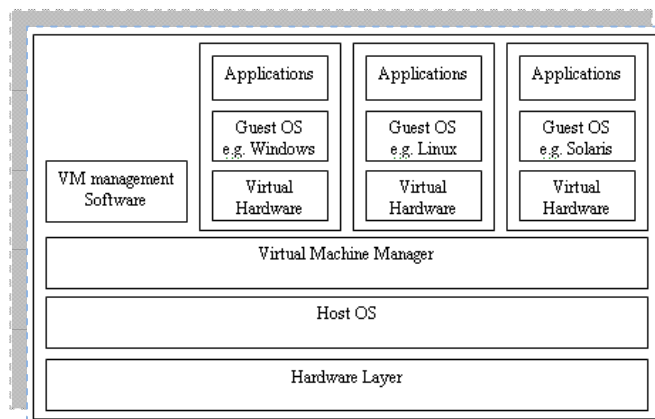 Applications
Guest OS
e.g. Windows
Virtual
Hardware
Applications
Guest OS
e.g. Linux
Virtual
Hardware
Applications
Guest OS
e.g. Solaris
Virtual
Hardware
VM management
Software
Virtual Machine Manager
Host OS
Hardware Layer